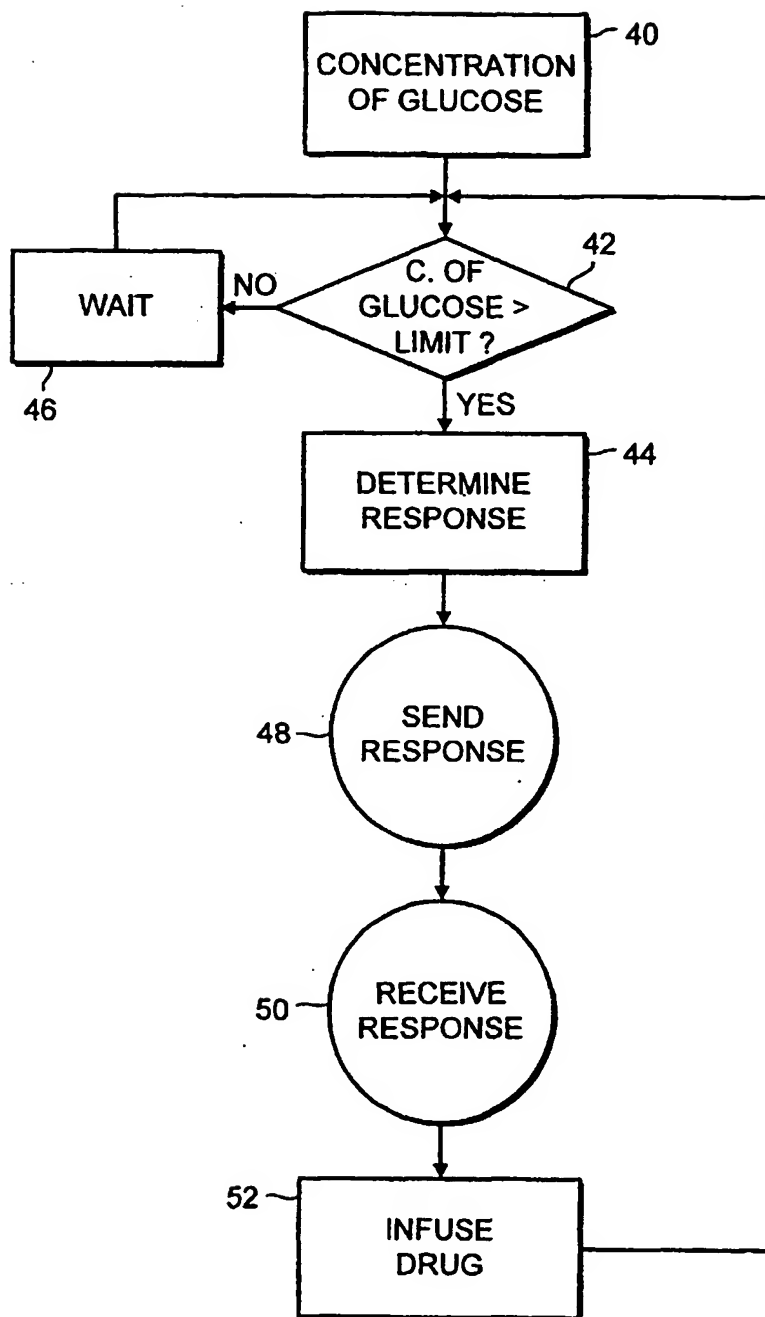 40
CONCENTRATION
OF GLUCOSE
42
C. OF
GLUCOSE >
LIMIT ?
NO
WAIT
46
YES
44
DETERMINE
RESPONSE
48
SEND
RESPONSE
50
RECEIVE
RESPONSE
52
INFUSE
DRUG